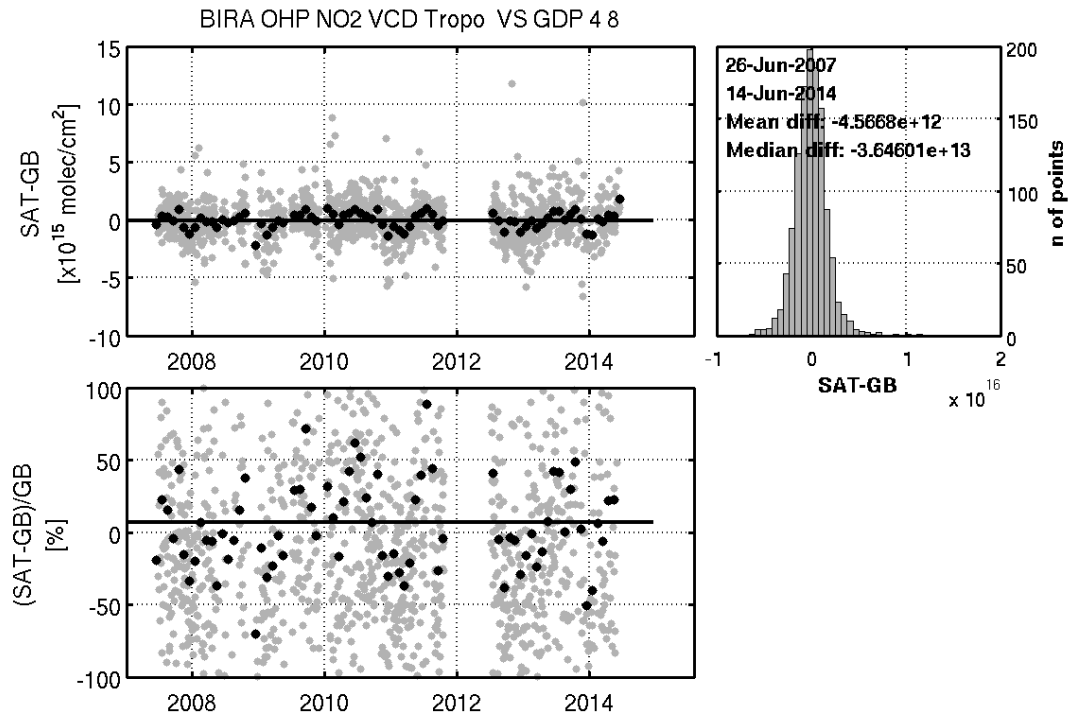 BIRA OHP NO2 VCD Tropo VS GDP 4 8
SAT-GB
[x10^15 molec/cm^2]
15
10
5
0
-5
-10
2008
2010
2012
2014
26-Jun-2007
14-Jun-2014
Mean diff: -4.5668e+12
Median diff: -3.64601e+13
200
150
100
50
0
n of points
-1
0
1
2
SAT-GB
x 10^16
(SAT-GB)/GB
[%]
100
50
0
-50
-100
2008
2010
2012
2014